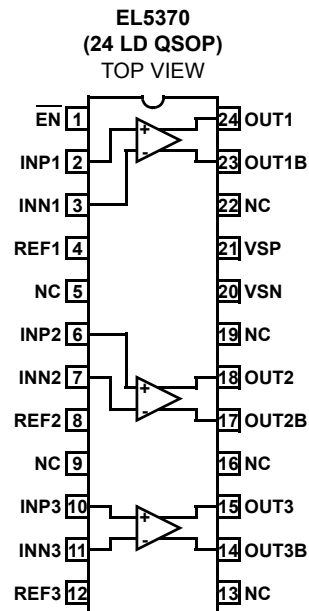 EL5370
(24 LD QSOP)
TOP VIEW
EN 1
24 OUT1
INP1 2
23 OUT1B
INN1 3
22 NC
REF1 4
21 VSP
NC 5
20 VSN
INP2 6
19 NC
INN2 7
18 OUT2
REF2 8
17 OUT2B
NC 9
16 NC
INP3 10
15 OUT3
INN3 11
14 OUT3B
REF3 12
13 NC
+
-
+
-
+
-